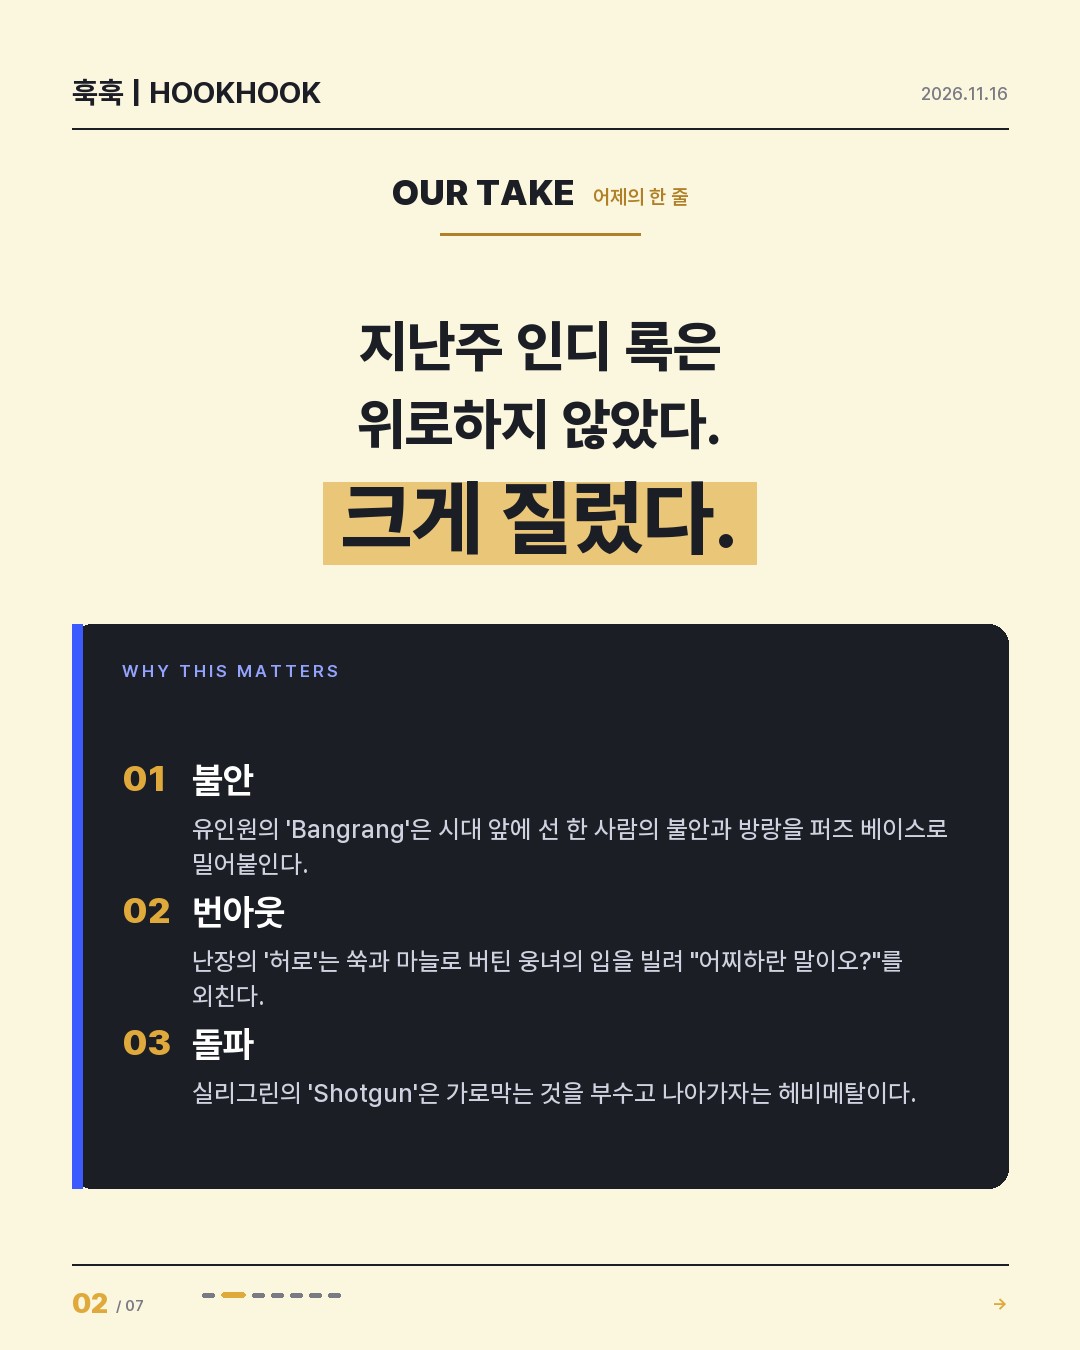 훅훅 | HOOKHOOK
2026.11.16
OUR TAKE 어제의 한 줄
지난주 인디 록은
위로하지 않았다.
크게 질렀다.
WHY THIS MATTERS
01 불안
유인원의 'Bangrang'은 시대 앞에 선 한 사람의 불안과 방랑을 퍼즈 베이스로
밀어붙인다.
02 번아웃
난장의 '허로'는 쑥과 마늘로 버틴 웅녀의 입을 빌려 "어찌하란 말이오?"를
외친다.
03 돌파
실리그린의 'Shotgun'은 가로막는 것을 부수고 나아가자는 헤비메탈이다.
02 / 07
→